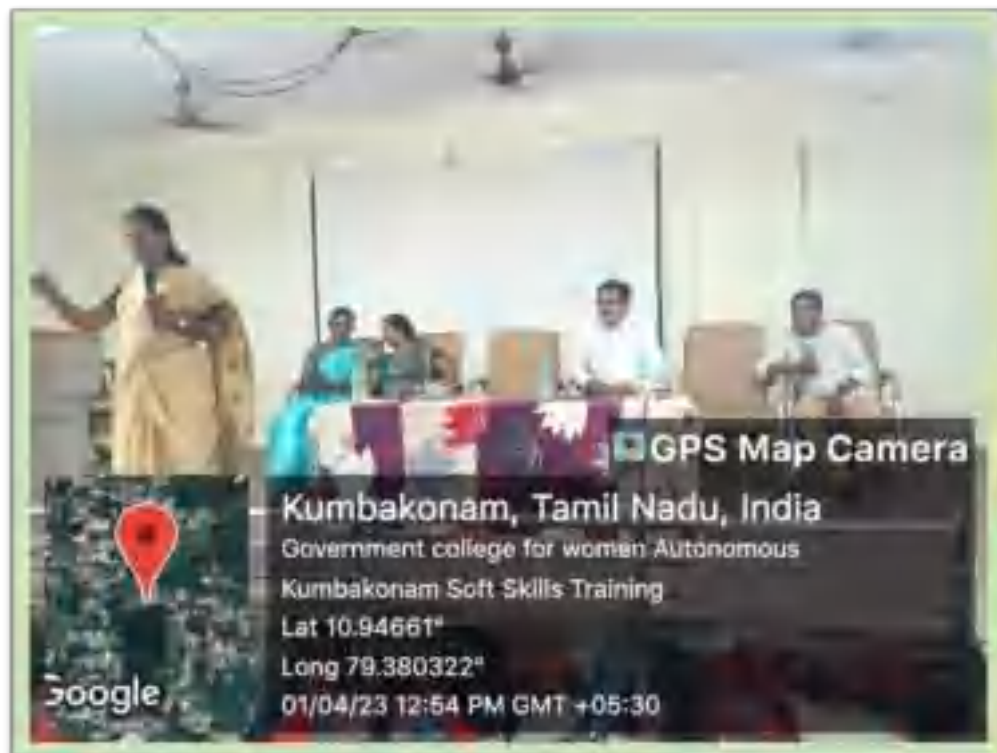 GPS Map Camera
Kumbakonam, Tamil Nadu, India
Government college for women Autonomous
Kumbakonam Soft Skills Training
Lat 10.94661°
Long 79.380322°
01/04/23 12:54 PM GMT +05:30
Google